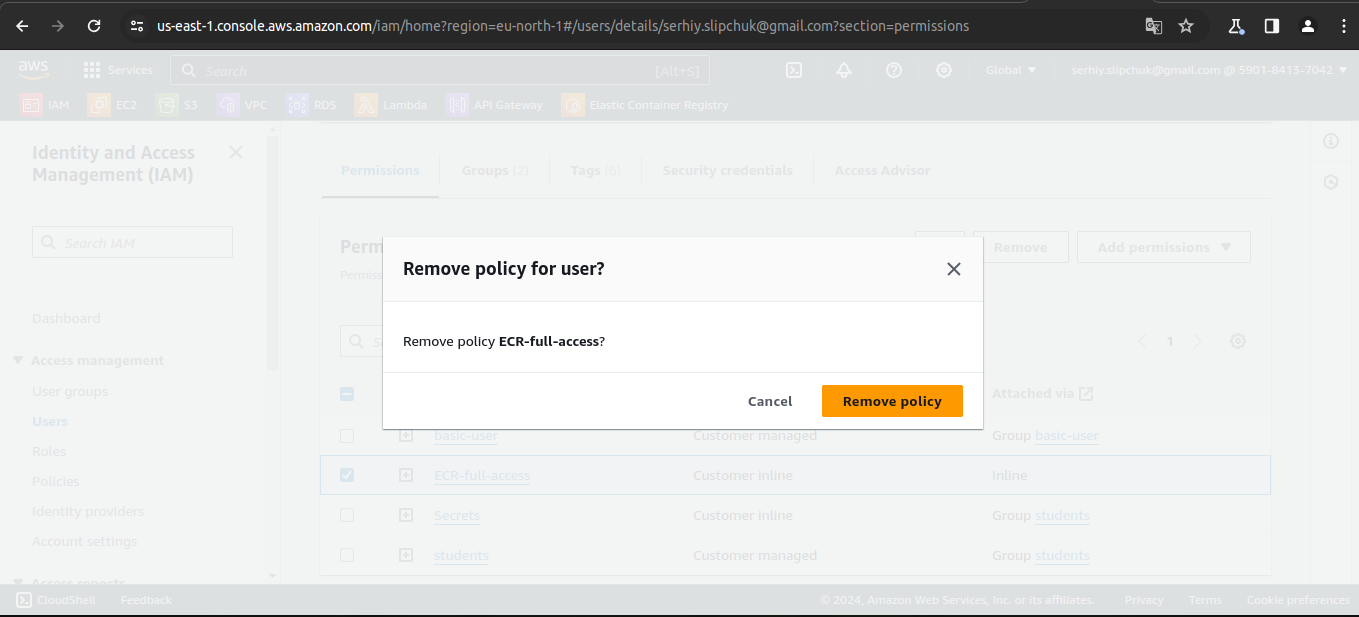 us-east-1.console.aws.amazon.com/iam/home?region=eu-north-1#/users/details/serhiy.slipchuk@gmail.com?section=permissions
aws Services Search [Alt+S] Global serhiy.slipchuk@gmail.com @ 5901-8413-7042
IAM EC2 S3 VPC RDS Lambda API Gateway Elastic Container Registry
Identity and Access
Management (IAM)
Search IAM
Dashboard
Access management
User groups
Users
Roles
Policies
Identity providers
Account settings
Access reports
Permissions Groups (2) Tags (6) Security credentials Access Advisor
Perm Remove Add permissions
Permiss
S 1
Remove policy for user?
Remove policy ECR-full-access?
Cancel Remove policy
Attached via
basic-user Customer managed Group basic-user
ECR-full-access Customer inline Inline
Secrets Customer inline Group students
students Customer managed Group students
CloudShell Feedback © 2024, Amazon Web Services, Inc. or its affiliates. Privacy Terms Cookie preferences